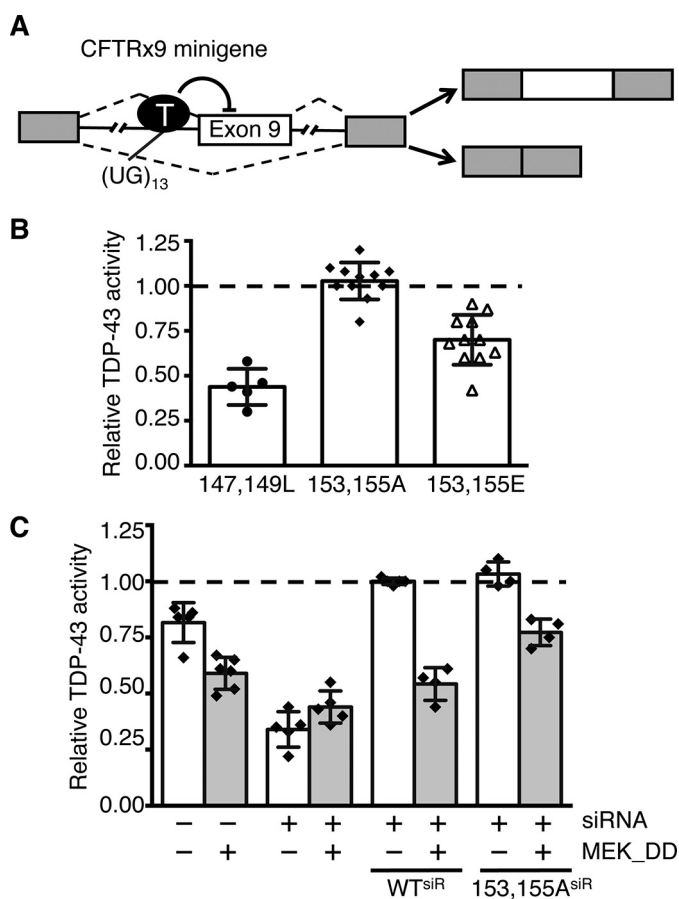 A
CFTRx9 minigene
T
Exon 9
(UG)13
B
Relative TDP-43 activity
1.25
1.00
0.75
0.50
0.25
0.00
147,149L 153,155A 153,155E
C
Relative TDP-43 activity
1.25
1.00
0.75
0.50
0.25
0.00
− − + + + + + + siRNA
− + − + − + − + MEK_DD
WTsiR 153,155AsiR